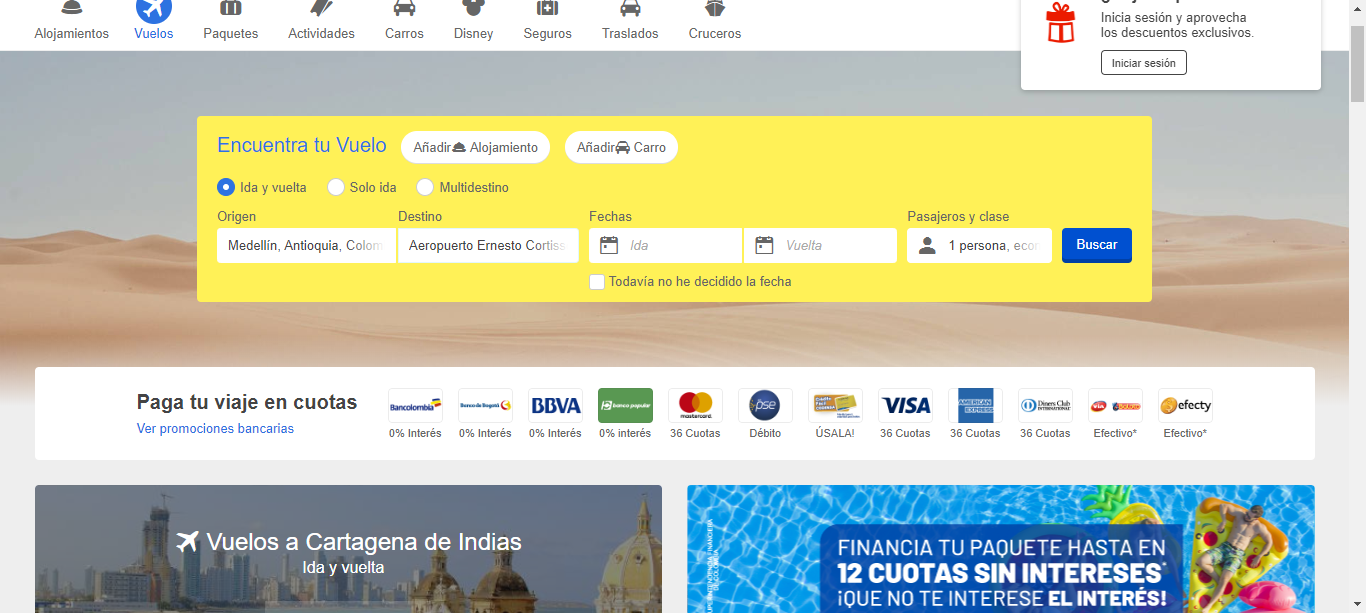 Alojamientos Vuelos Paquetes Actividades Carros Disney Seguros Traslados Cruceros
Inicia sesión y aprovecha
los descuentos exclusivos.
Iniciar sesión
Encuentra tu Vuelo Añadir Alojamiento Añadir Carro
Ida y vuelta Solo ida Multidestino
Origen Destino Fechas Pasajeros y clase
Medellín, Antioquia, Colom Aeropuerto Ernesto Cortiss Ida Vuelta 1 persona, econ Buscar
Todavía no he decidido la fecha
Paga tu viaje en cuotas
Ver promociones bancarias
Bancolombia Banco de Bogotá BBVA banco popular mastercard pse VISA AMERICAN EXPRESS Diners Club INTERNATIONAL efecty
0% Interés 0% Interés 0% Interés 0% interés 36 Cuotas Débito ÚSALA! 36 Cuotas 36 Cuotas 36 Cuotas Efectivo* Efectivo*
Vuelos a Cartagena de Indias
Ida y vuelta
FINANCIA TU PAQUETE HASTA EN
12 CUOTAS SIN INTERESES*
¡QUE NO TE INTERESE EL INTERÉS!